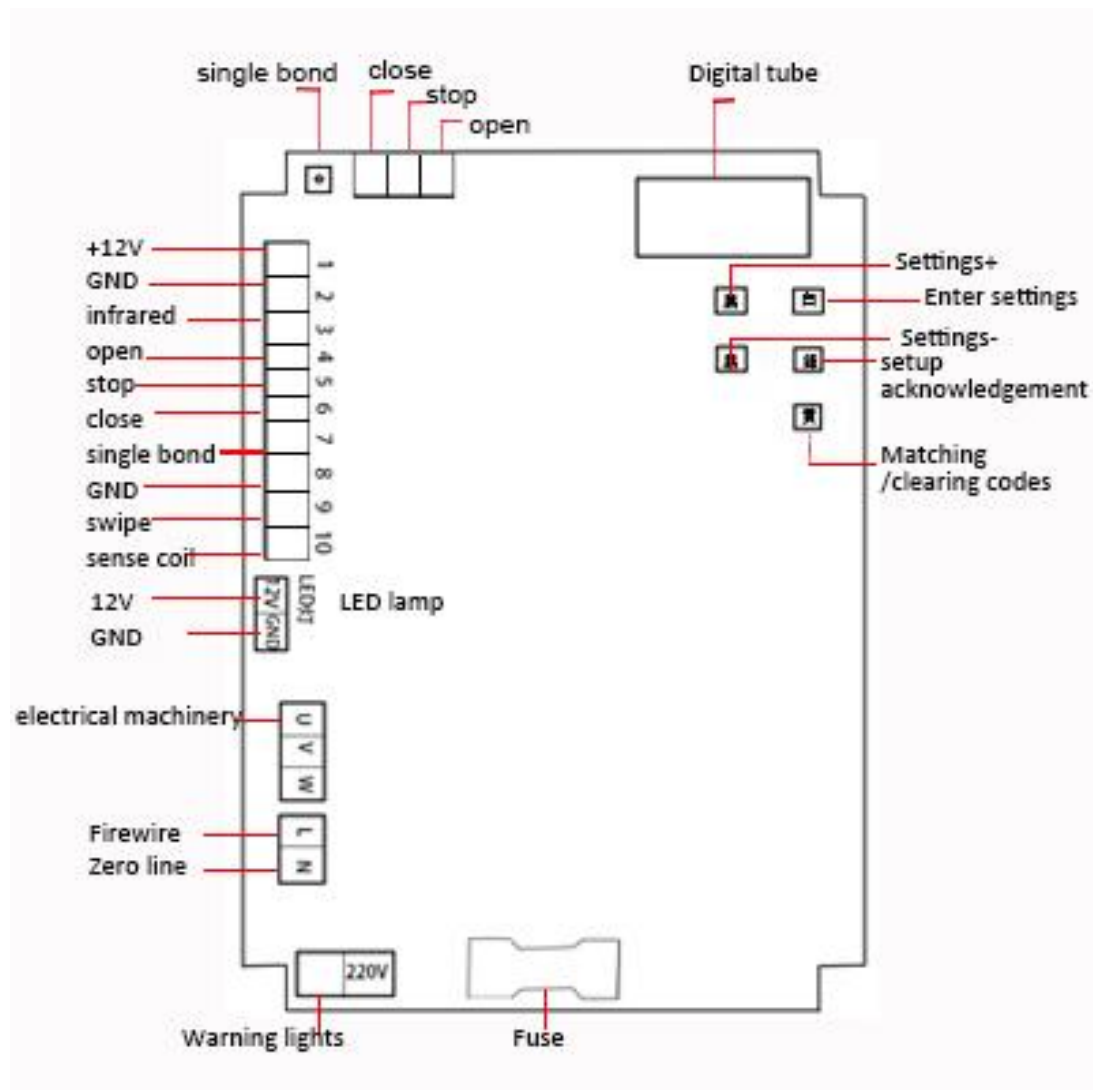 single bond
close
stop
open
Digital tube
+12V
GND
infrared
open
stop
close
single bond
GND
swipe
sense coil
1
2
3
4
5
6
7
8
9
10
Settings+
Enter settings
Settings-
setup
acknowledgement
Matching
/clearing codes
白
12V
GND
12V
GND
LED lamp
electrical machinery
U
V
W
Firewire
Zero line
L
N
220V
Warning lights
Fuse